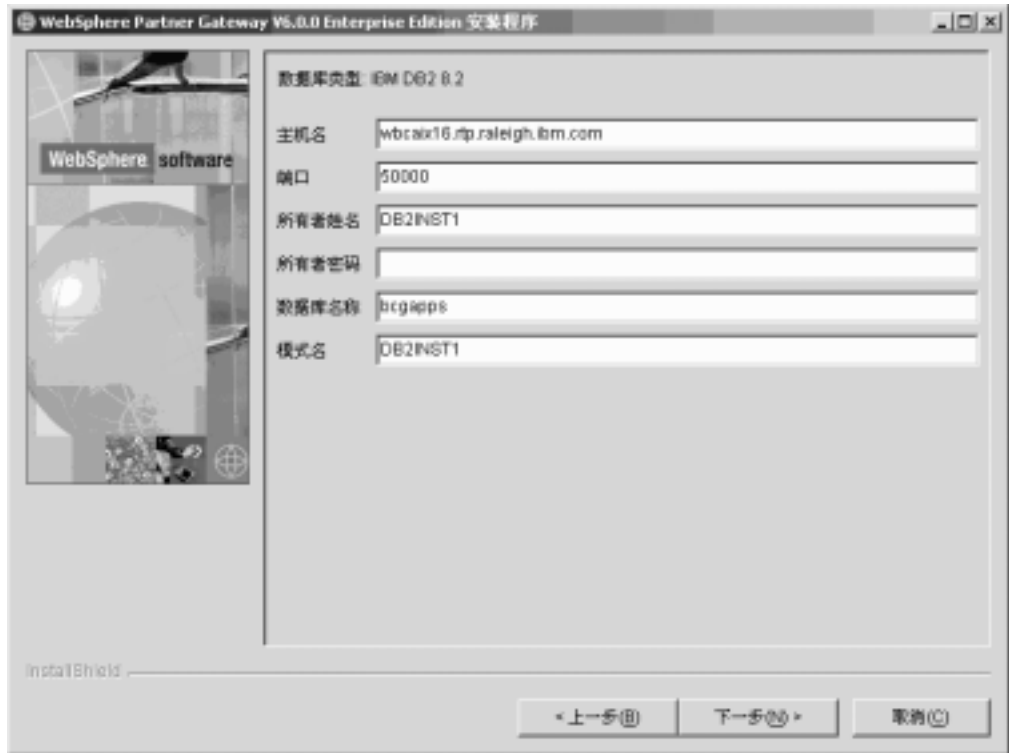 WebSphere Partner Gateway V6.0.0 Enterprise Edition 安装程序
WebSphere software
数据库类型: IBM DB2 8.2
主机名 wbcaix16.rtp.raleigh.ibm.com
端口 50000
所有者姓名 DB2INST1
所有者密码
数据库名称 bcgapps
模式名 DB2INST1
InstallShield
<上一步(B) 下一步(N)> 取消(C)